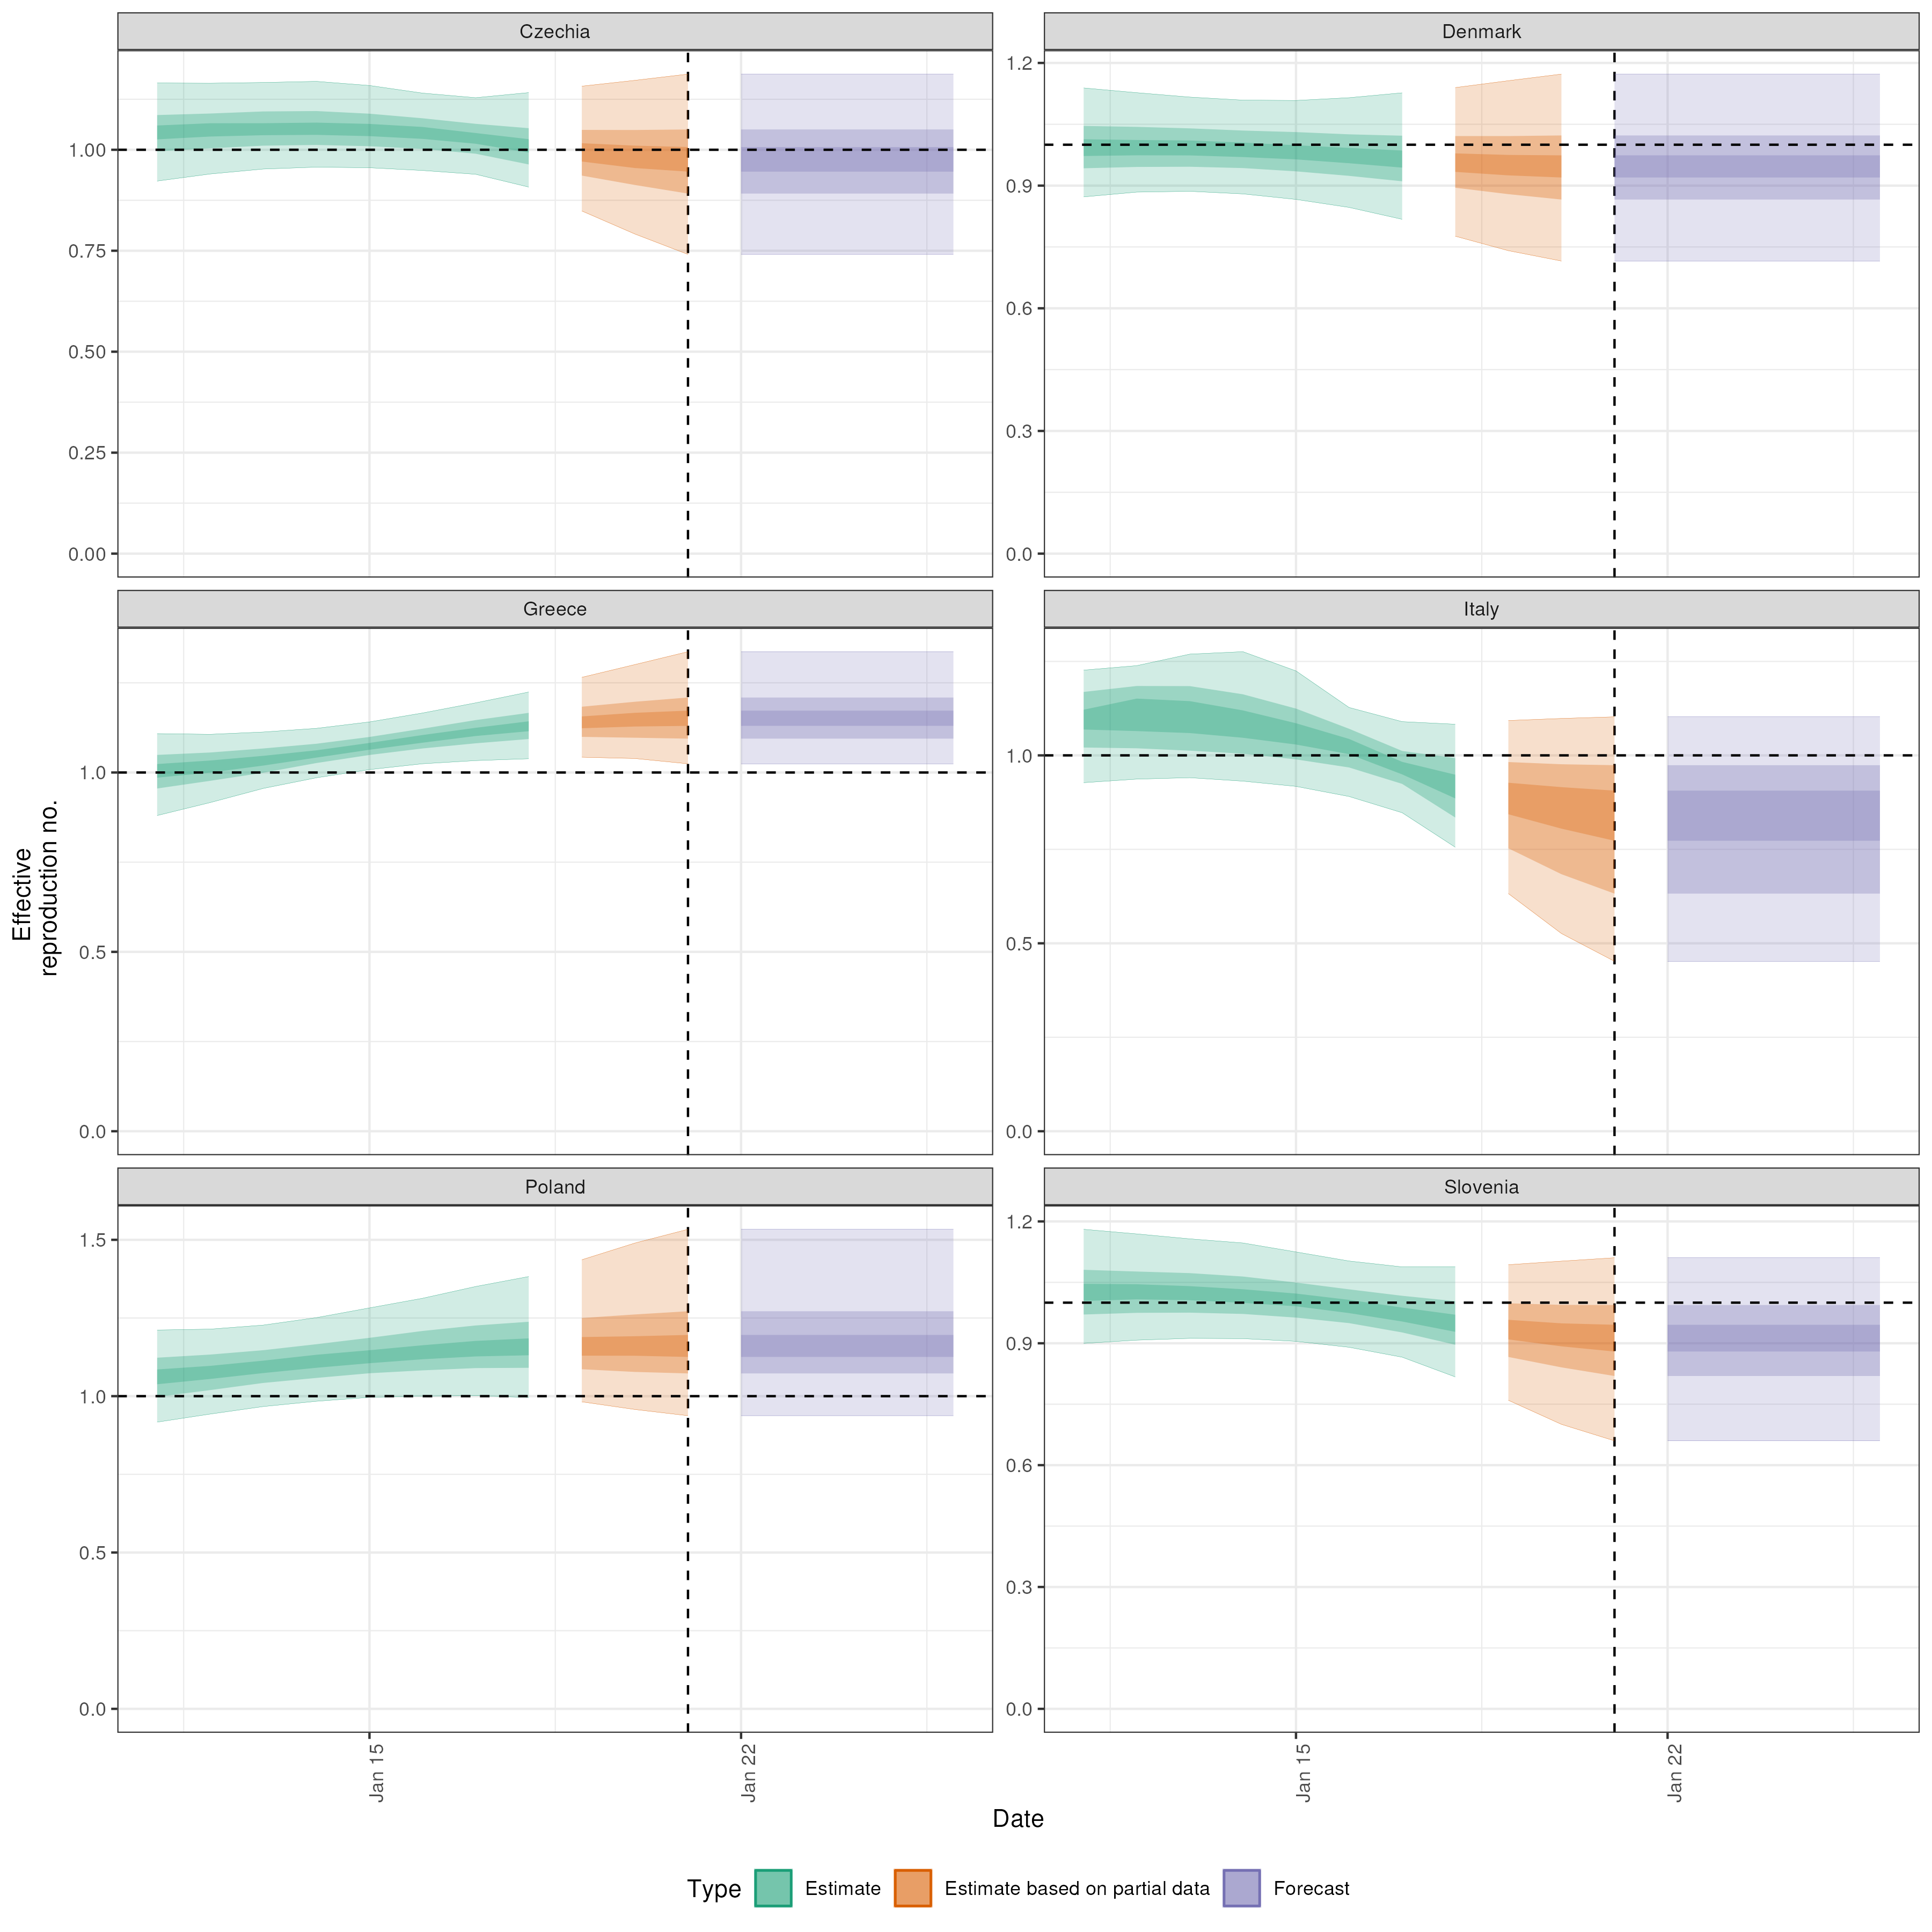 Czechia
Denmark
1.00
0.75
0.50
0.25
0.00
1.2
0.9
0.6
0.3
0.0
Greece
Italy
1.0
0.5
0.0
1.0
0.5
0.0
Poland
Slovenia
1.5
1.0
0.5
0.0
1.2
0.9
0.6
0.3
0.0
Effective
reproduction no.
Jan 15
Jan 22
Jan 15
Jan 22
Date
Type Estimate Estimate based on partial data Forecast